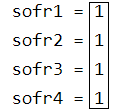 sofr1 = 1
sofr2 = 1
sofr3 = 1
sofr4 = 1